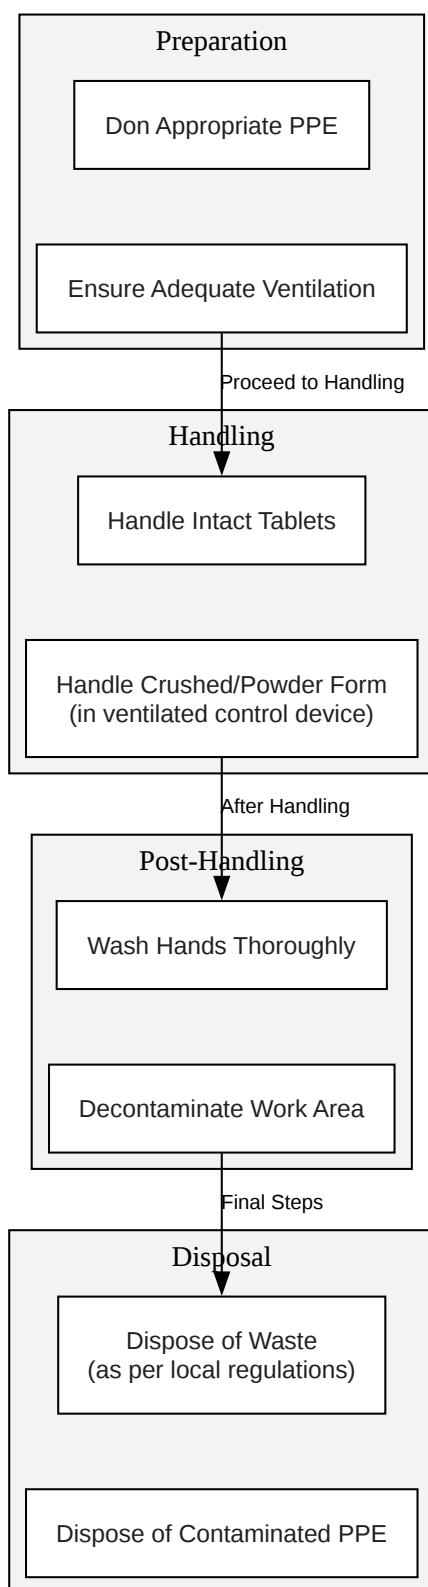 Preparation
Don Appropriate PPE
Ensure Adequate Ventilation
Proceed to Handling
Handling
Handle Intact Tablets
Handle Crushed/Powder Form
(in ventilated control device)
After Handling
Post-Handling
Wash Hands Thoroughly
Decontaminate Work Area
Final Steps
Disposal
Dispose of Waste
(as per local regulations)
Dispose of Contaminated PPE